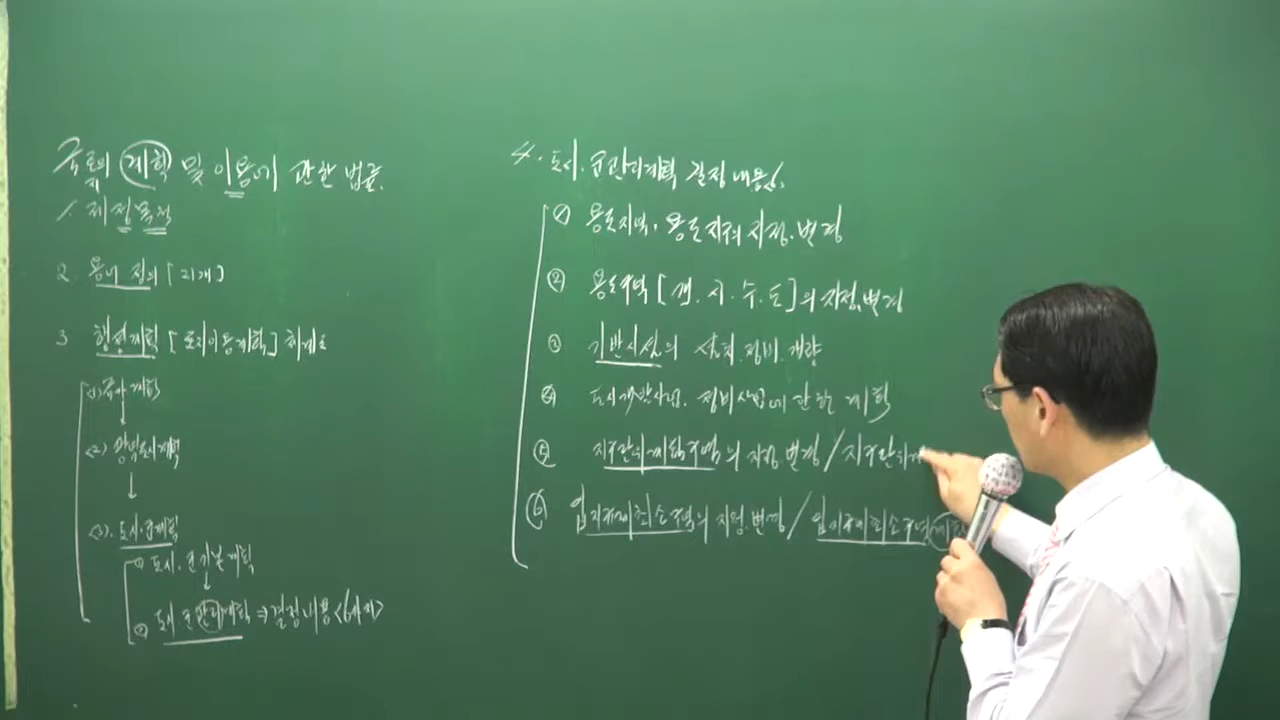 국토의 계획 및 이용에 관한 법률.
1. 제정목적
2. 용어 정의 [21개]
3. 행정계획 [토지이용계획] 체계도
(1) 국가계획
↓
(2) 광역도시계획
↓
(3). 도시.군계획
① 도시.군기본계획
↓
② 도시 군관리계획 ⇒ 결정내용 <6가지>
4. 도시.군관리계획 결정내용
① 용도지역. 용도지구의 지정.변경
② 용도구역 [개. 시. 수. 도]의 지정.변경
③ 기반시설의 설치.정비.개량
④ 도시개발사업. 정비사업에 관한 계획
⑤ 지구단위계획구역의 지정 변경 / 지구단위계
⑥ 입지규제최소구역의 지정.변경 / 입지규제최소구역계획